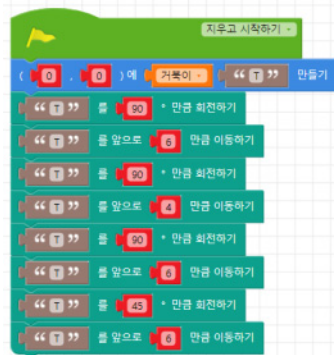 지우고 시작하기
( 0 , 0 ) 에 거북이 “ T ” 만들기
“ T ” 를 90 ° 만큼 회전하기
“ T ” 를 앞으로 6 만큼 이동하기
“ T ” 를 90 ° 만큼 회전하기
“ T ” 를 앞으로 4 만큼 이동하기
“ T ” 를 90 ° 만큼 회전하기
“ T ” 를 앞으로 6 만큼 이동하기
“ T ” 를 45 ° 만큼 회전하기
“ T ” 를 앞으로 6 만큼 이동하기